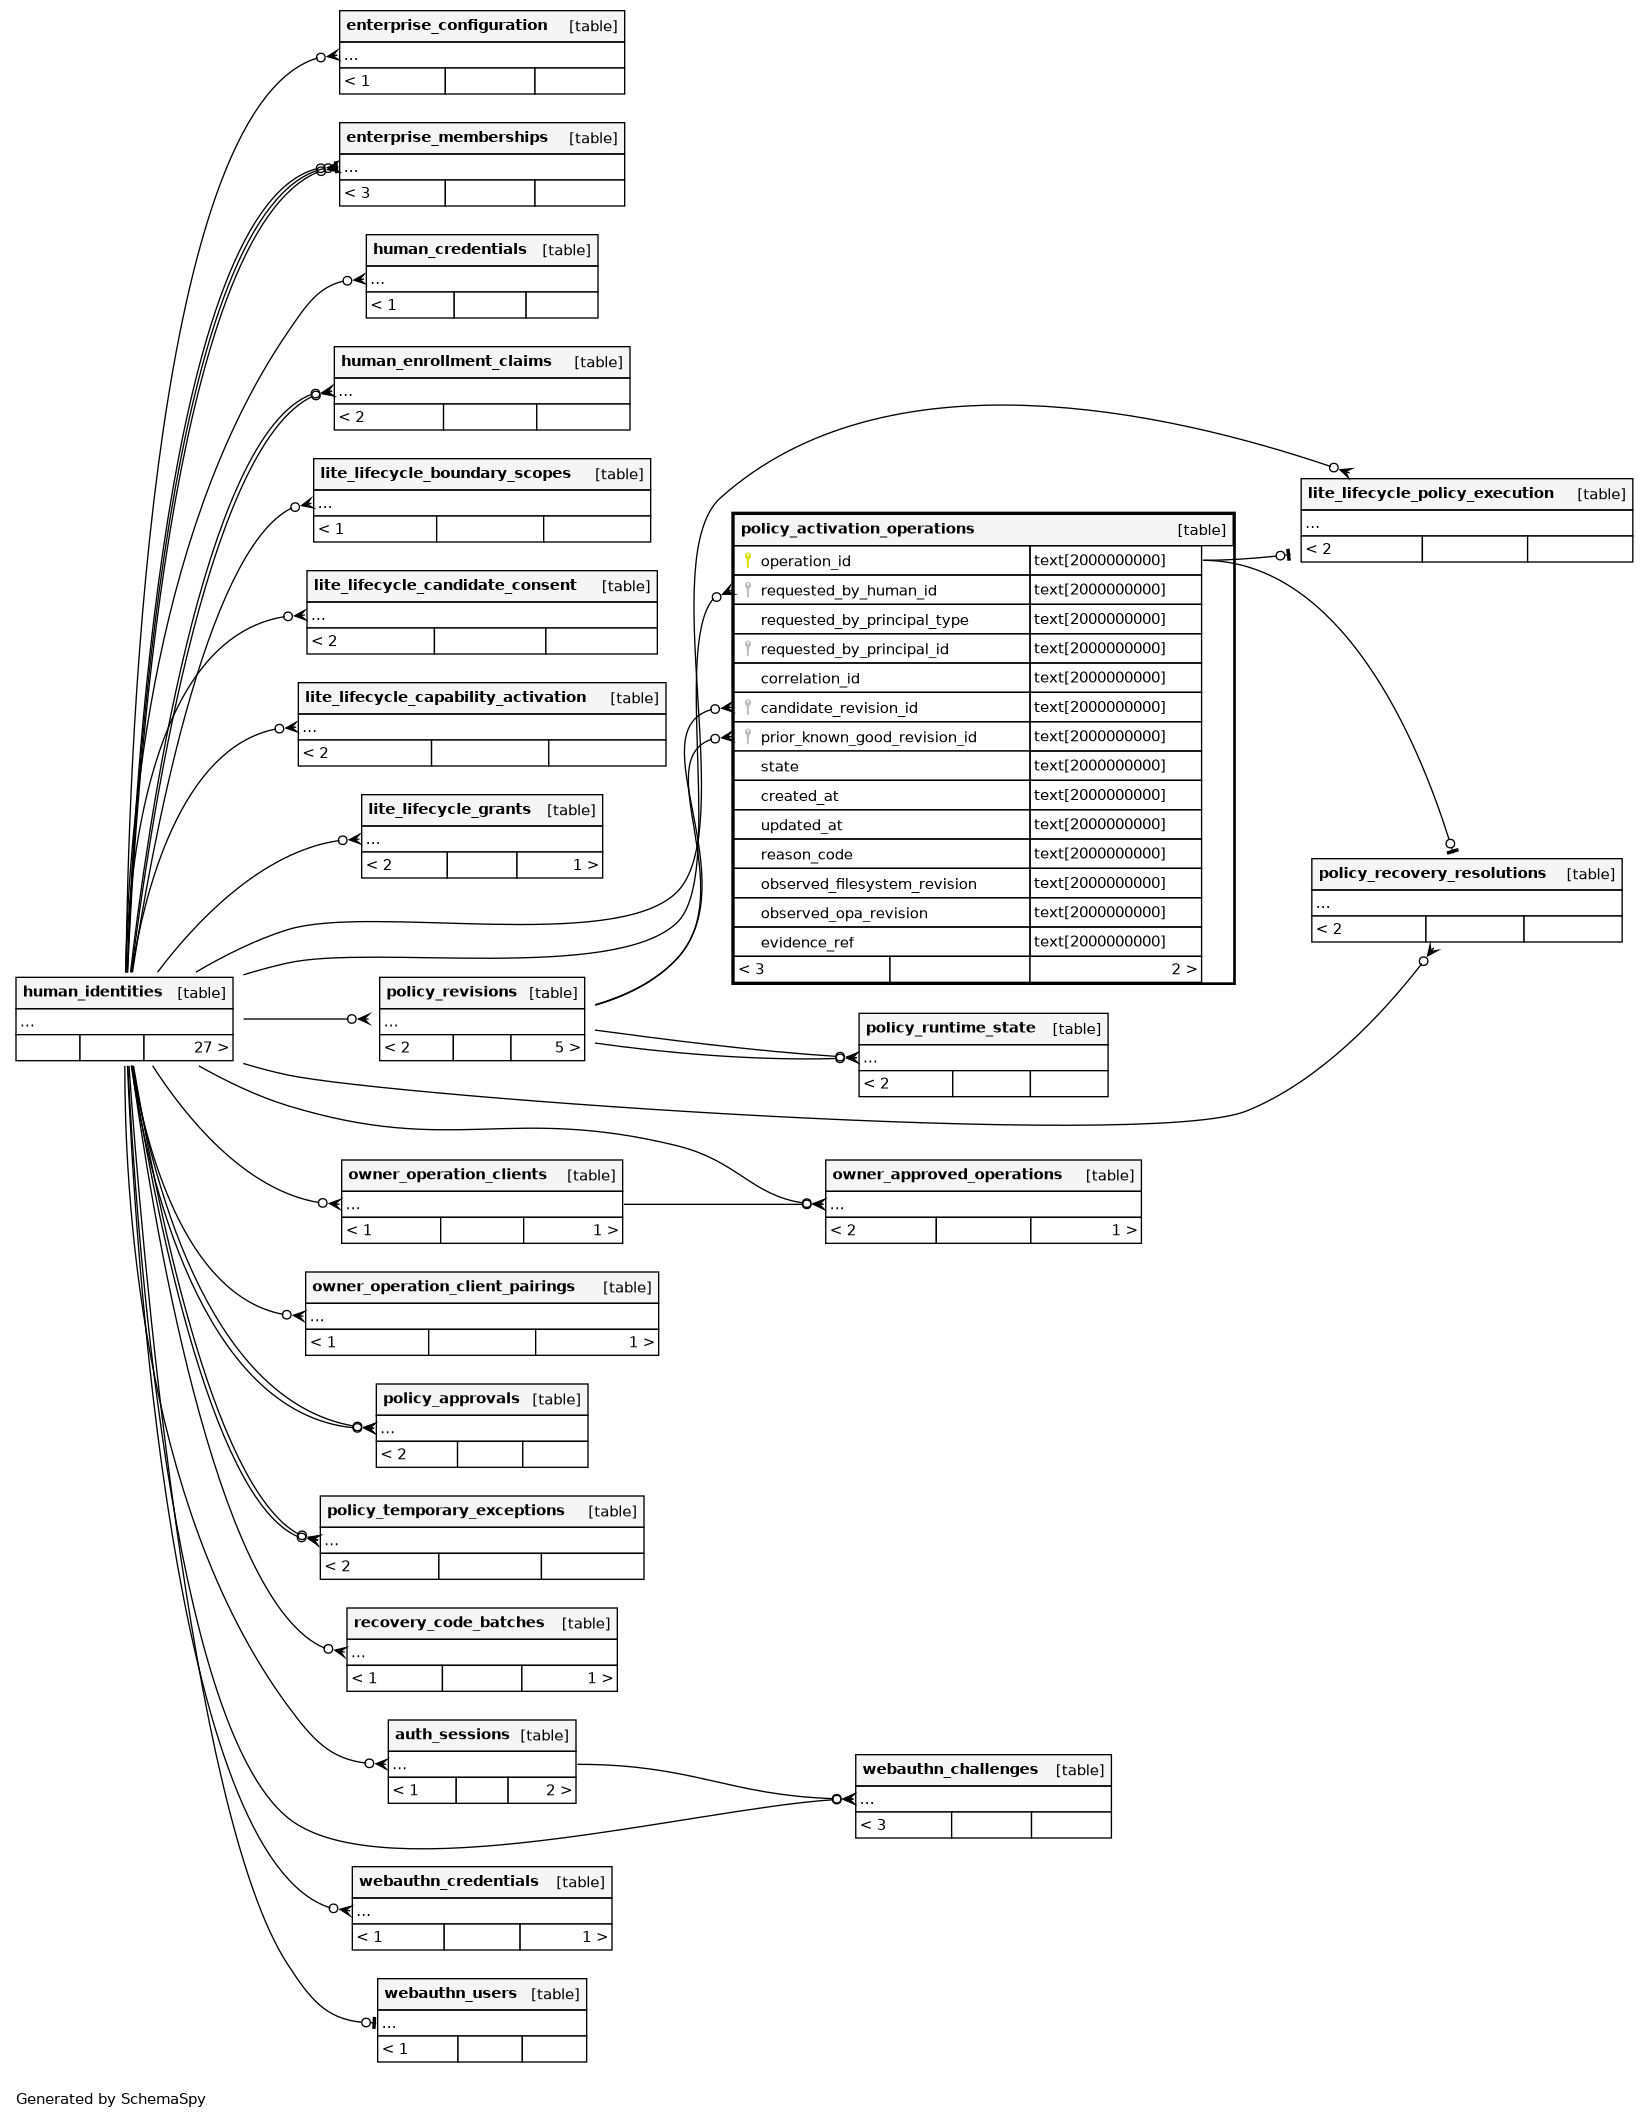 enterprise_configuration [table]
...
< 1
enterprise_memberships [table]
...
< 3
human_credentials [table]
...
< 1
human_enrollment_claims [table]
...
< 2
lite_lifecycle_boundary_scopes [table]
...
< 1
lite_lifecycle_candidate_consent [table]
...
< 2
lite_lifecycle_capability_activation [table]
...
< 2
lite_lifecycle_grants [table]
...
< 2 1 >
lite_lifecycle_policy_execution [table]
...
< 2
policy_activation_operations [table]
operation_id text[2000000000]
requested_by_human_id text[2000000000]
requested_by_principal_type text[2000000000]
requested_by_principal_id text[2000000000]
correlation_id text[2000000000]
candidate_revision_id text[2000000000]
prior_known_good_revision_id text[2000000000]
state text[2000000000]
created_at text[2000000000]
updated_at text[2000000000]
reason_code text[2000000000]
observed_filesystem_revision text[2000000000]
observed_opa_revision text[2000000000]
evidence_ref text[2000000000]
< 3 2 >
policy_recovery_resolutions [table]
...
< 2
human_identities [table]
...
27 >
policy_revisions [table]
...
< 2 5 >
policy_runtime_state [table]
...
< 2
owner_operation_clients [table]
...
< 1 1 >
owner_approved_operations [table]
...
< 2 1 >
owner_operation_client_pairings [table]
...
< 1 1 >
policy_approvals [table]
...
< 2
policy_temporary_exceptions [table]
...
< 2
recovery_code_batches [table]
...
< 1 1 >
auth_sessions [table]
...
< 1 2 >
webauthn_challenges [table]
...
< 3
webauthn_credentials [table]
...
< 1 1 >
webauthn_users [table]
...
< 1
Generated by SchemaSpy